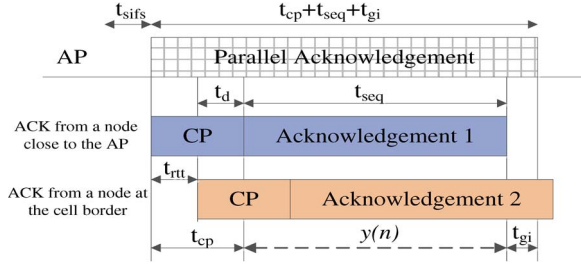 t_sifs t_cp+t_seq+t_gi
AP Parallel Acknowledgement
t_d t_seq
ACK from a node
close to the AP
CP Acknowledgement 1
t_rtt
ACK from a node at
the cell border
CP Acknowledgement 2
t_cp y(n) t_gi